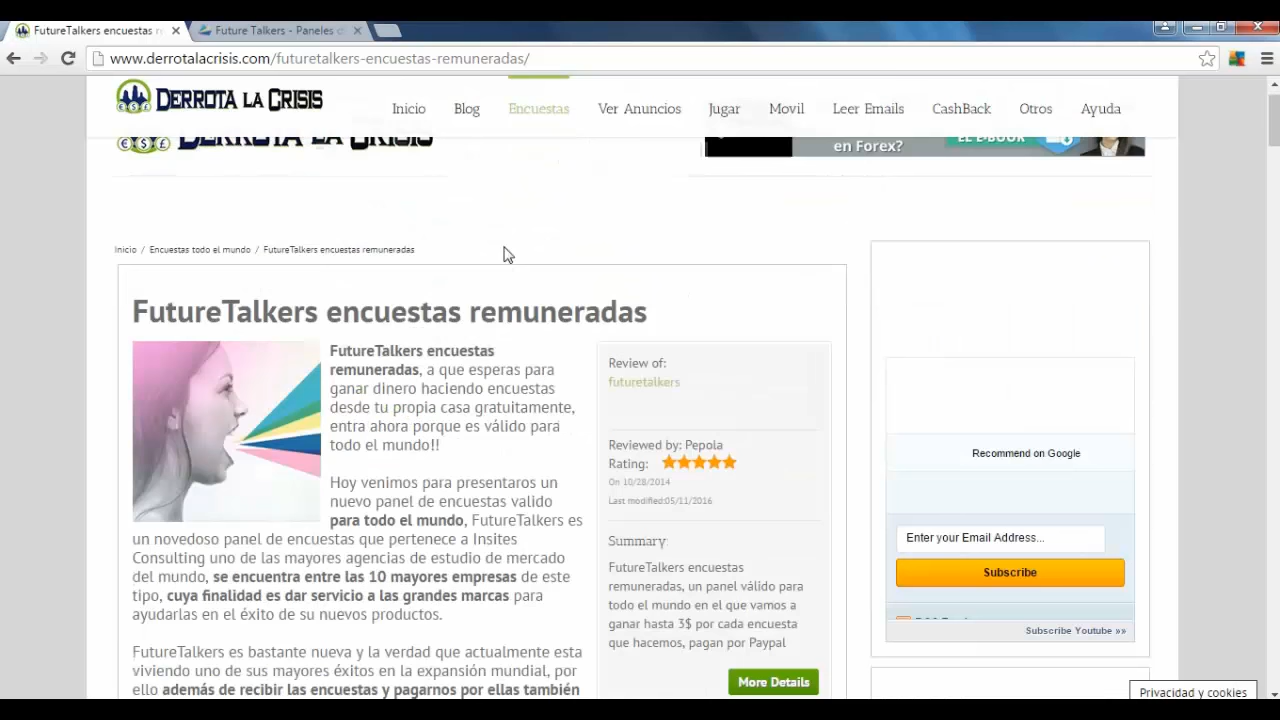 FutureTalkers encuestas
Future Talkers - Paneles
www.derrotalacrisis.com/futuretalkers-encuestas-remuneradas/
DERROTA LA CRISIS
Inicio Blog Encuestas Ver Anuncios Jugar Movil Leer Emails CashBack Otros Ayuda
DERROTA LA CRISIS
en Forex?
EL E-BOOK
Inicio / Encuestas todo el mundo / FutureTalkers encuestas remuneradas
FutureTalkers encuestas remuneradas
FutureTalkers encuestas
remuneradas, a que esperas para
ganar dinero haciendo encuestas
desde tu propia casa gratuitamente,
entra ahora porque es válido para
todo el mundo!!
Hoy venimos para presentaros un
nuevo panel de encuestas valido
para todo el mundo, FutureTalkers es
un novedoso panel de encuestas que pertenece a Insites
Consulting uno de las mayores agencias de estudio de mercado
del mundo, se encuentra entre las 10 mayores empresas de este
tipo, cuya finalidad es dar servicio a las grandes marcas para
ayudarlas en el éxito de su nuevos productos.
FutureTalkers es bastante nueva y la verdad que actualmente esta
viviendo uno de sus mayores éxitos en la expansión mundial, por
ello además de recibir las encuestas y pagarnos por ellas también
Review of:
futuretalkers
Reviewed by: Pepola
Rating:
On 10/28/2014
Last modified:05/11/2016
Summary:
FutureTalkers encuestas
remuneradas, un panel válido para
todo el mundo en el que vamos a
ganar hasta 3$ por cada encuesta
que hacemos, pagan por Paypal
More Details
Recommend on Google
Enter your Email Address...
Subscribe
Subscribe Youtube »»
Privacidad y cookies